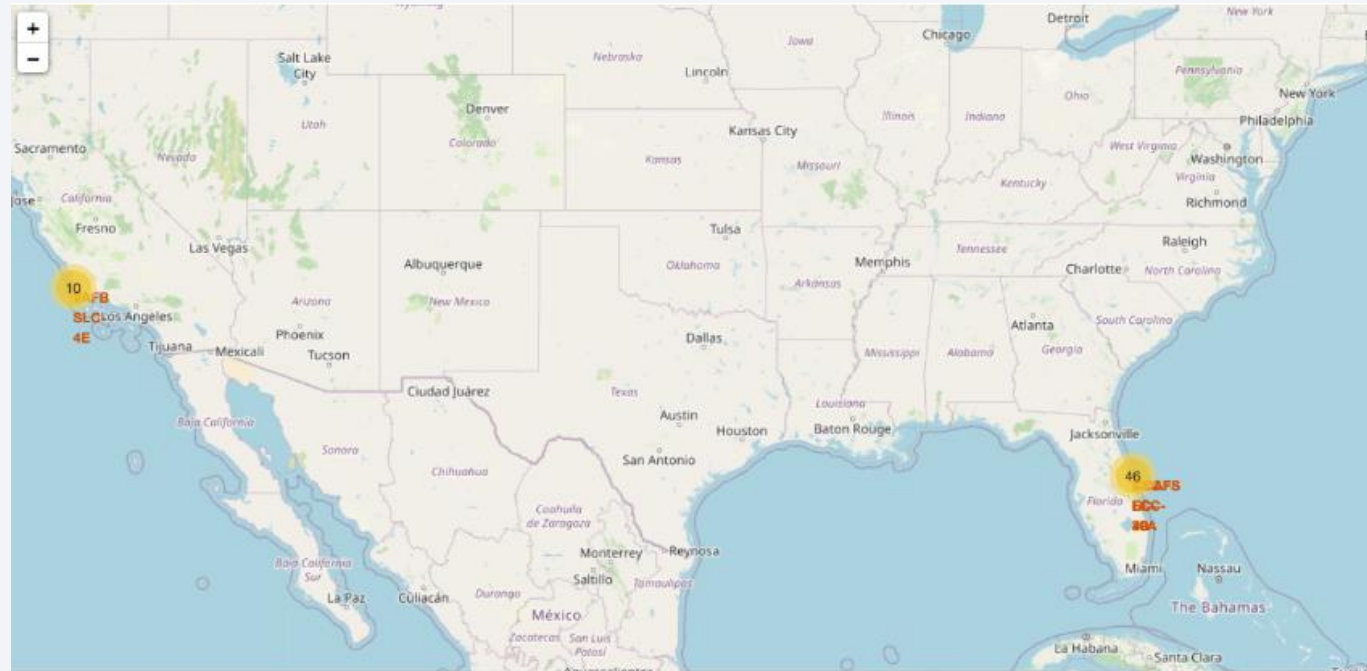 +
−
Wyoming
Salt Lake
City
Nebraska
Iowa
Chicago
Detroit
New York
Lincoln
Pennsylvania
New York
Denver
Utah
Illinois
Indiana
Ohio
Philadelphia
Sacramento
Nevada
Colorado
Kansas City
Kansas
Missouri
West Virginia
Washington
Virginia
Jose
California
Kentucky
Richmond
Fresno
Las Vegas
Tulsa
Raleigh
Albuquerque
Oklahoma
Memphis
Tennessee
Charlotte
North Carolina
10
Arizona
New Mexico
Arkansas
SLC-
Los Angeles
4E
Phoenix
Atlanta
South Carolina
Tijuana
Mexicali
Tucson
Dallas
Mississippi
Alabama
Georgia
Ciudad Juárez
Texas
Baja California
Austin
Louisiana
Houston
Baton Rouge
Jacksonville
Sonora
San Antonio
Chihuahua
46
Florida
Coahuila
de Zaragoza
Monterrey
Reynosa
Baja California
Sur
Saltillo
Tamaulipas
Miami
Nassau
La Paz
Culiacán
Durango
México
The Bahamas
Zacatecas
San Luis
Potosí
Aguascalientes
La Habana
Santa Clara